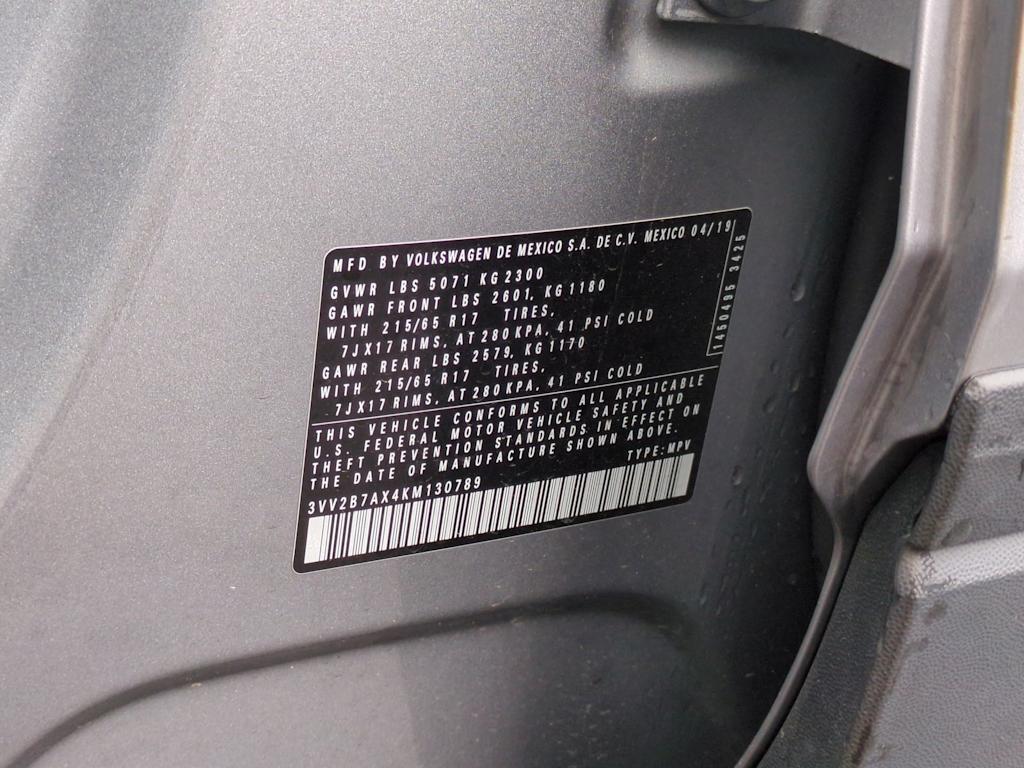 MFD BY VOLKSWAGEN DE MEXICO S.A. DE C.V. MEXICO 04/19
GVWR LBS 5071 KG 2300
GAWR FRONT LBS 2601, KG 1180
WITH 215/65 R17 TIRES,
7JX17 RIMS, AT 280 KPA, 41 PSI COLD
GAWR REAR LBS 2579, KG 1170
WITH 215/65 R17 TIRES,
7JX17 RIMS, AT 280 KPA, 41 PSI COLD
1450495 3425
THIS VEHICLE CONFORMS TO ALL APPLICABLE
U.S. FEDERAL MOTOR VEHICLE SAFETY AND
THEFT PREVENTION STANDARDS IN EFFECT ON
THE DATE OF MANUFACTURE SHOWN ABOVE.
3VV2B7AX4KM130789 TYPE: MPV